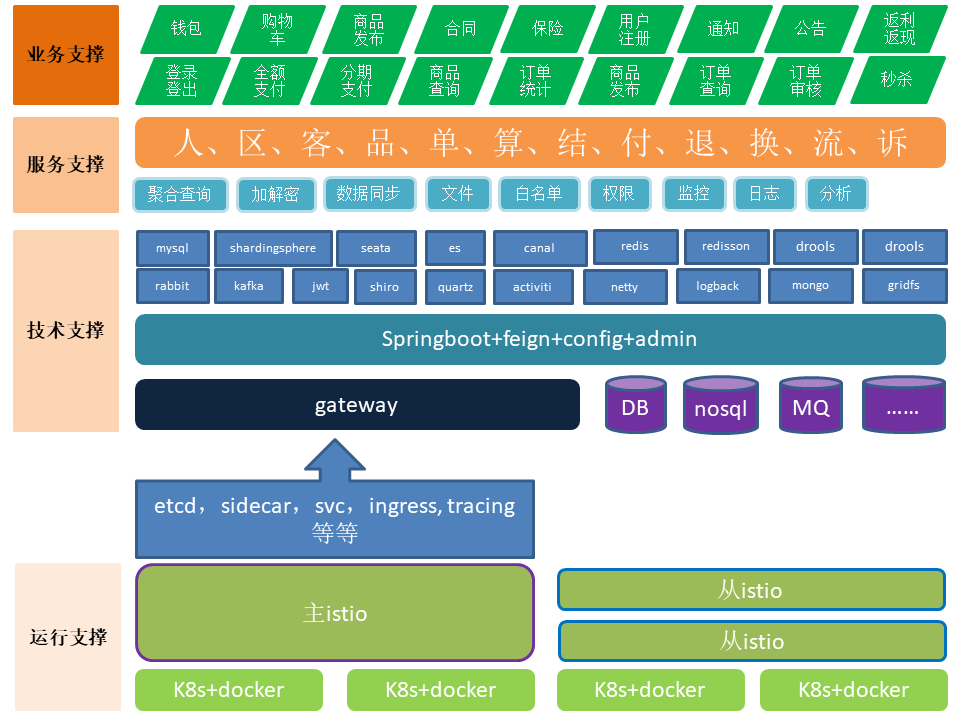 业务支撑
钱包
购物
车
商品
发布
合同
保险
用户
注册
通知
公告
返利
返现
登录
登出
全额
支付
分期
支付
商品
查询
订单
统计
商品
发布
订单
查询
订单
审核
秒杀
服务支撑
人、区、客、品、单、算、结、付、退、换、流、诉
聚合查询
加解密
数据同步
文件
白名单
权限
监控
日志
分析
技术支撑
mysql
shardingsphere
seata
es
canal
redis
redisson
drools
drools
rabbit
kafka
jwt
shiro
quartz
activiti
netty
logback
mongo
gridfs
Springboot+feign+config+admin
gateway
DB
nosql
MQ
……
etcd，sidecar，svc，ingress, tracing
等等
运行支撑
主istio
从istio
从istio
K8s+docker
K8s+docker
K8s+docker
K8s+docker